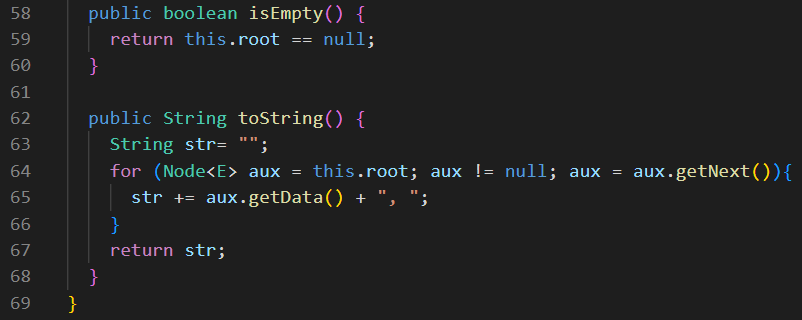 58 public boolean isEmpty() {
59 return this.root == null;
60 }
61
62 public String toString() {
63 String str= "";
64 for (Node<E> aux = this.root; aux != null; aux = aux.getNext()){
65 str += aux.getData() + ", ";
66 }
67 return str;
68 }
69 }